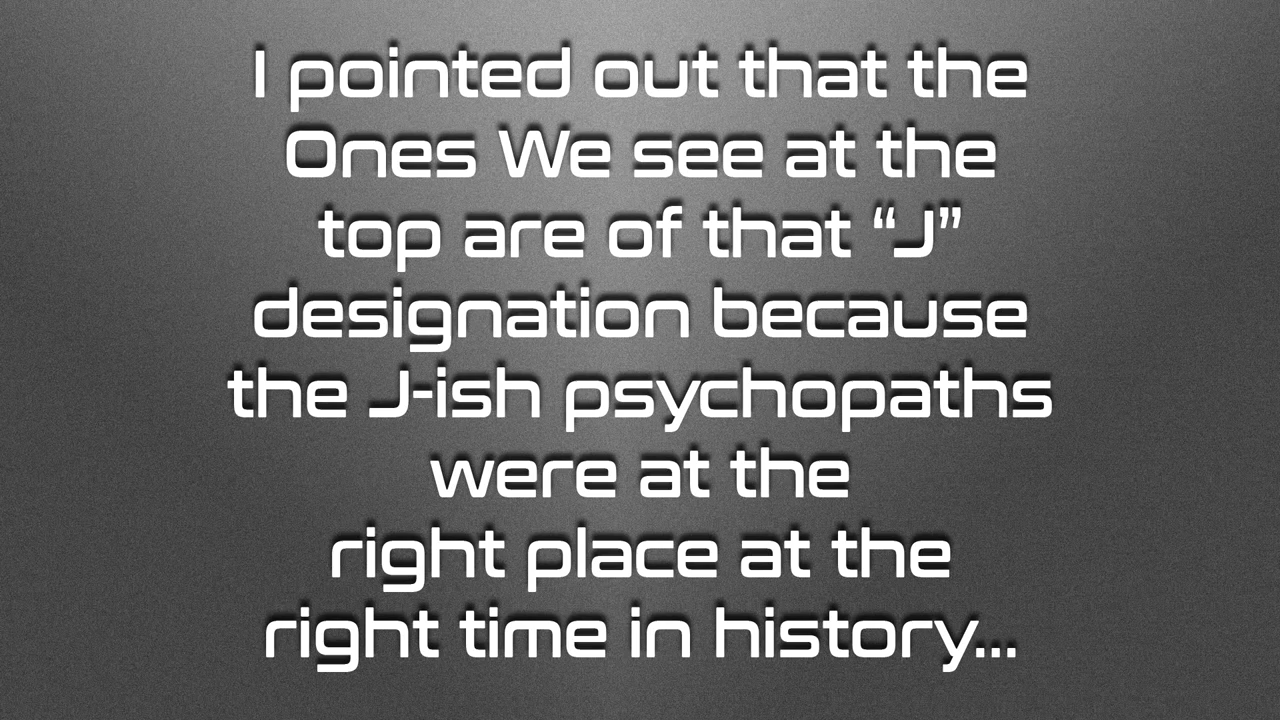 I pointed out that the
Ones We see at the
top are of that “J”
designation because
the J-ish psychopaths
were at the
right place at the
right time in history...